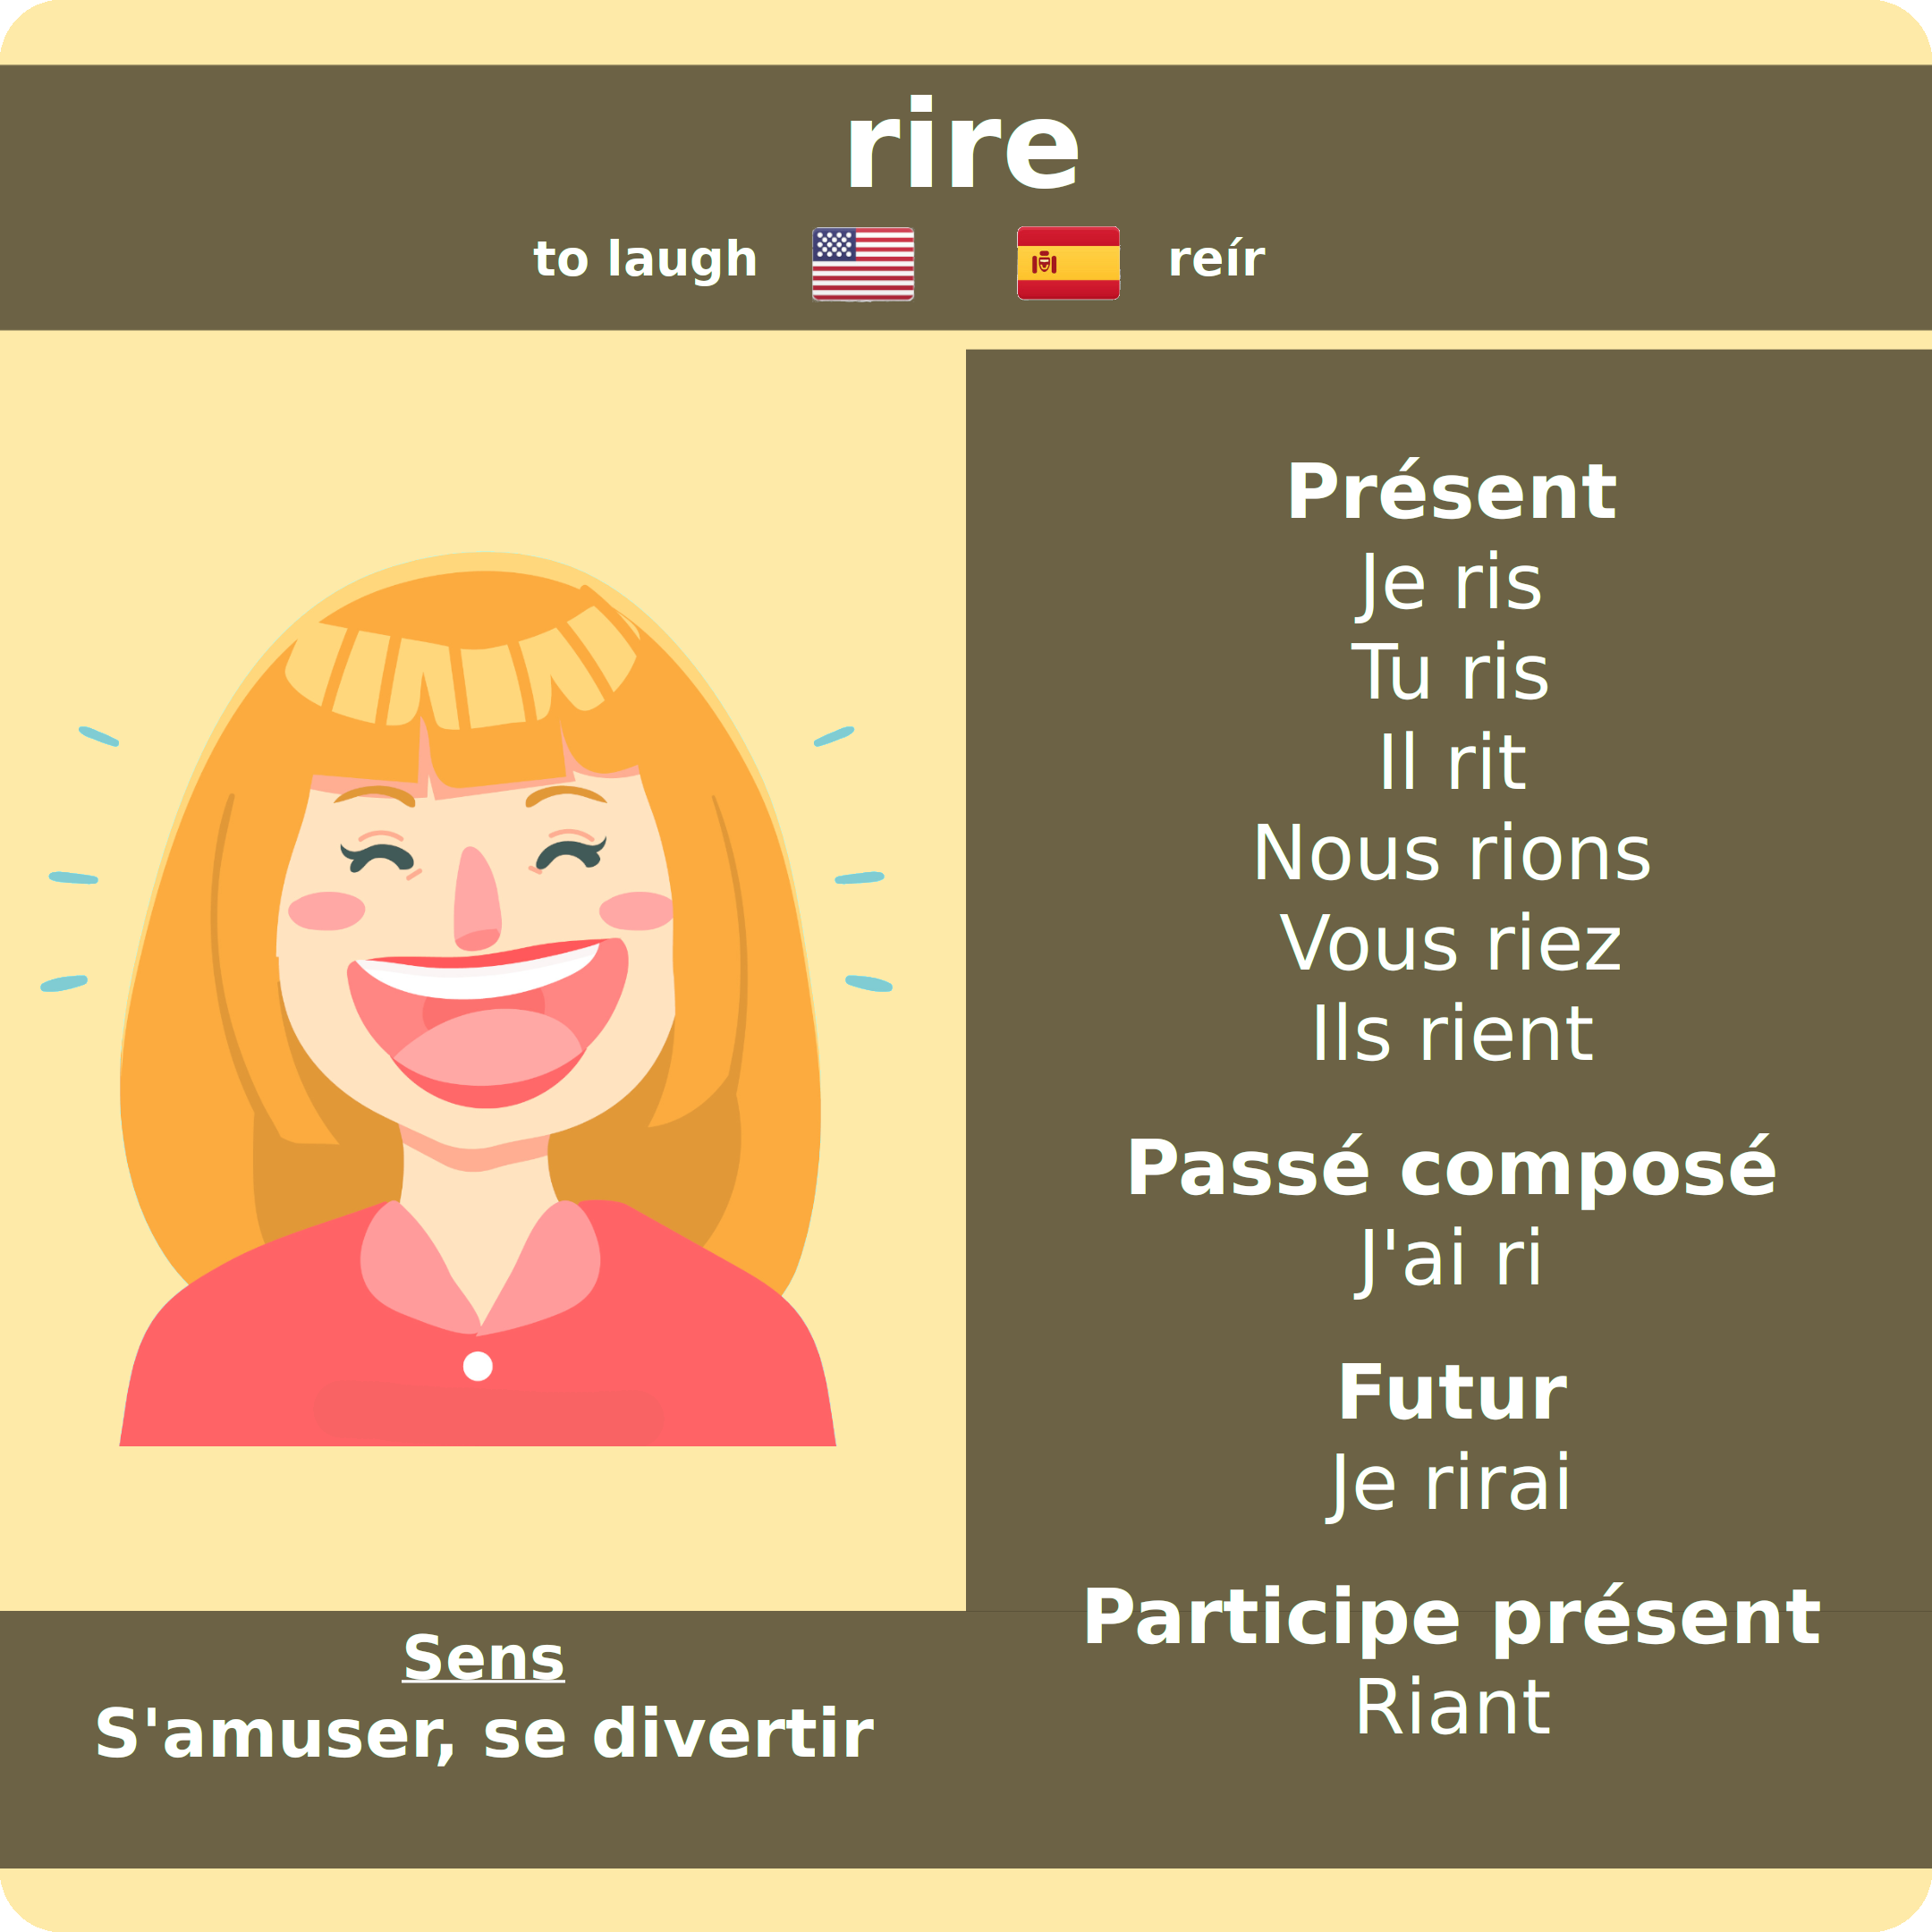 rire
to laugh
reír
Présent
Je ris
Tu ris
Il rit
Nous rions
Vous riez
Ils rient
Passé composé
J'ai ri
Futur
Je rirai
Participe présent
Riant
Sens
S'amuser, se divertir